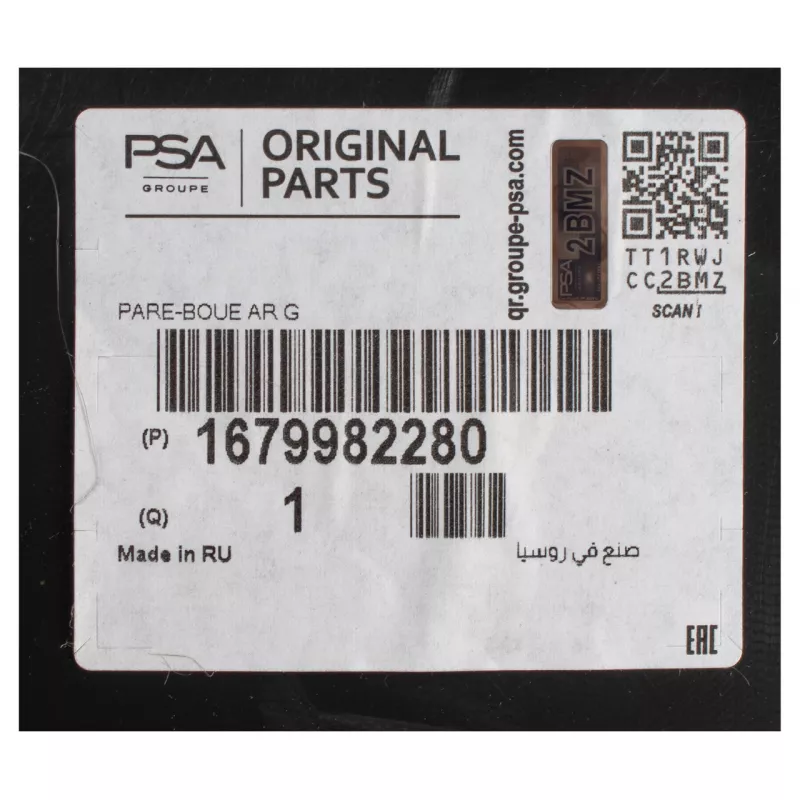 PSA
GROUPE
ORIGINAL
PARTS
qr.groupe-psa.com
PSA 2BMZ
TT1RWJ
CC2BMZ
SCAN !
PARE-BOUE AR G
(P) 1679982280
(Q) 1
Made in RU
صنع في روسيا
EAC